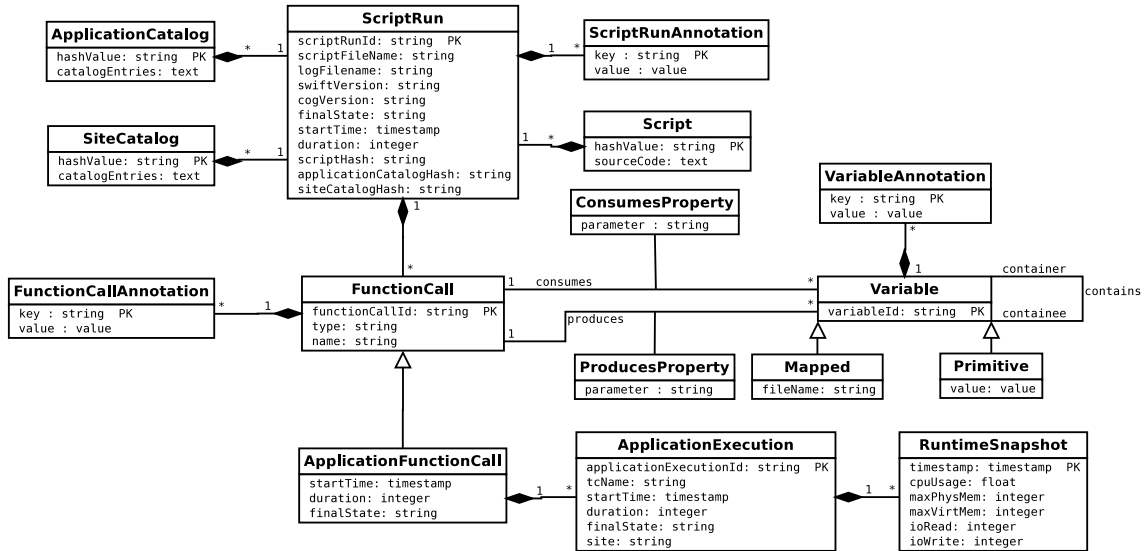 ApplicationCatalog
hashValue: string PK
catalogEntries: text
* 1
ScriptRun
scriptRunId: string PK
scriptFileName: string
logFilename: string
swiftVersion: string
cogVersion: string
finalState: string
startTime: timestamp
duration: integer
scriptHash: string
applicationCatalogHash: string
siteCatalogHash: string
1 *
ScriptRunAnnotation
key : string PK
value : value
SiteCatalog
hashValue: string PK
catalogEntries: text
* 1
1 *
Script
hashValue: string PK
sourceCode: text
1
*
ConsumesProperty
parameter : string
VariableAnnotation
key : string PK
value : value
*
1
FunctionCallAnnotation
key : string PK
value : value
* 1
FunctionCall
functionCallId: string PK
type: string
name: string
1 consumes *
1 produces *
Variable
variableId: string PK
container
contains
containee
ProducesProperty
parameter : string
Mapped
fileName: string
Primitive
value: value
ApplicationFunctionCall
startTime: timestamp
duration: integer
finalState: string
1 *
ApplicationExecution
applicationExecutionId: string PK
tcName: string
startTime: timestamp
duration: integer
finalState: string
site: string
1 *
RuntimeSnapshot
timestamp: timestamp PK
cpuUsage: float
maxPhysMem: integer
maxVirtMem: integer
ioRead: integer
ioWrite: integer